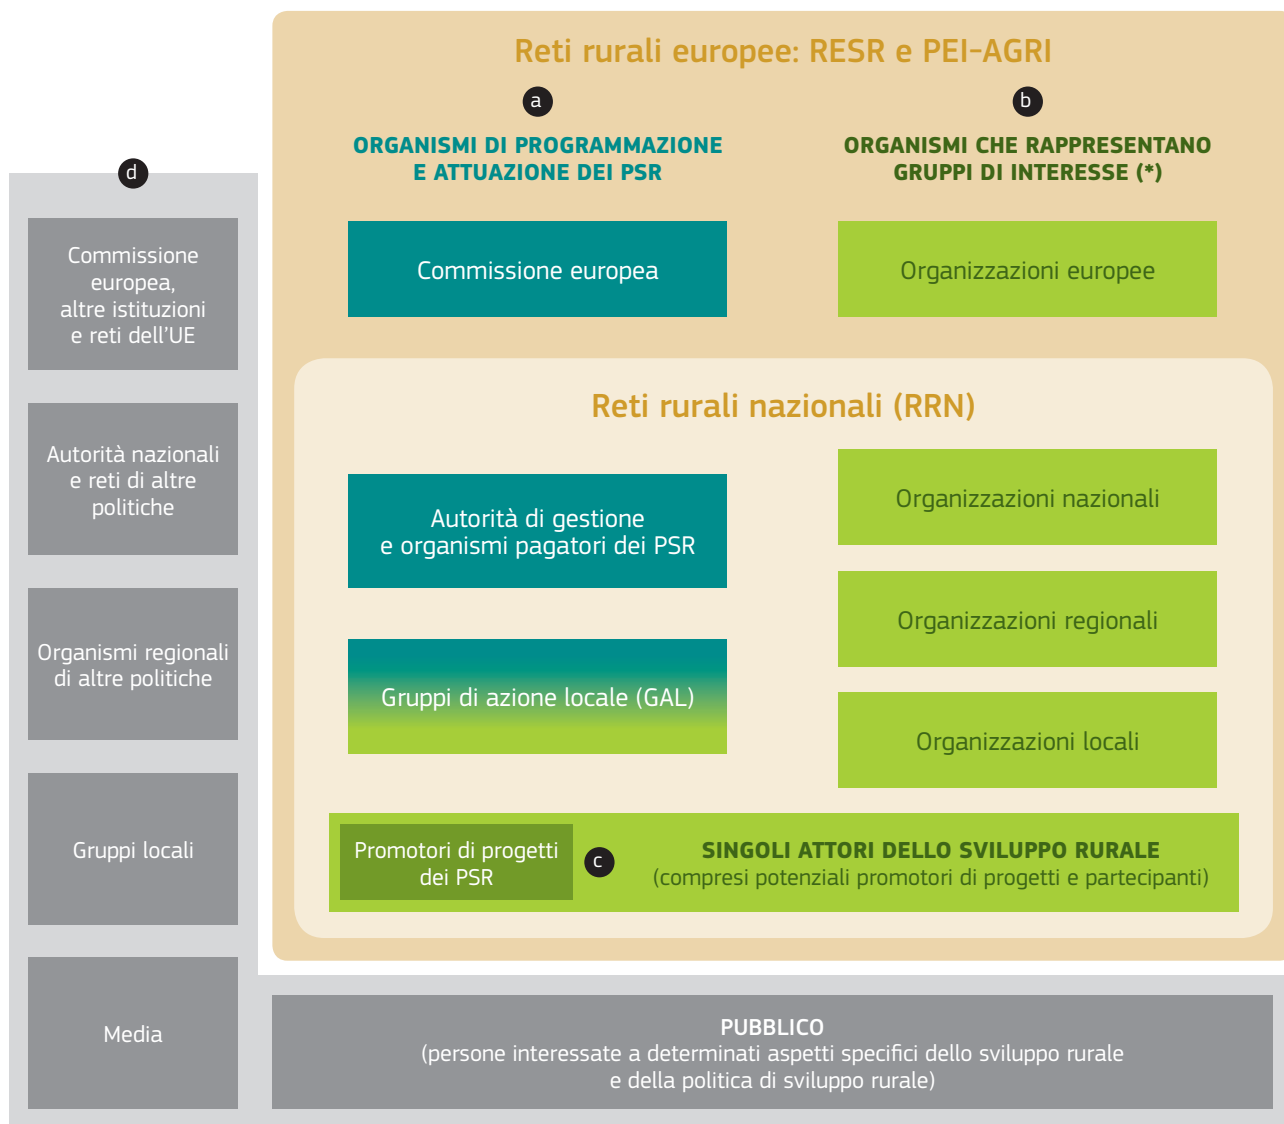 Reti rurali europee: RESR e PEI-AGRI
a
ORGANISMI DI PROGRAMMAZIONE
E ATTUAZIONE DEI PSR
b
ORGANISMI CHE RAPPRESENTANO
GRUPPI DI INTERESSE (*)
Commissione europea
Organizzazioni europee
Reti rurali nazionali (RRN)
Autorità di gestione
e organismi pagatori dei PSR
Gruppi di azione locale (GAL)
Organizzazioni nazionali
Organizzazioni regionali
Organizzazioni locali
Promotori di progetti
dei PSR
c
SINGOLI ATTORI DELLO SVILUPPO RURALE
(compresi potenziali promotori di progetti e partecipanti)
d
Commissione
europea,
altre istituzioni
e reti dell'UE
Autorità nazionali
e reti di altre
politiche
Organismi regionali
di altre politiche
Gruppi locali
Media
PUBBLICO
(persone interessate a determinati aspetti specifici dello sviluppo rurale
e della politica di sviluppo rurale)